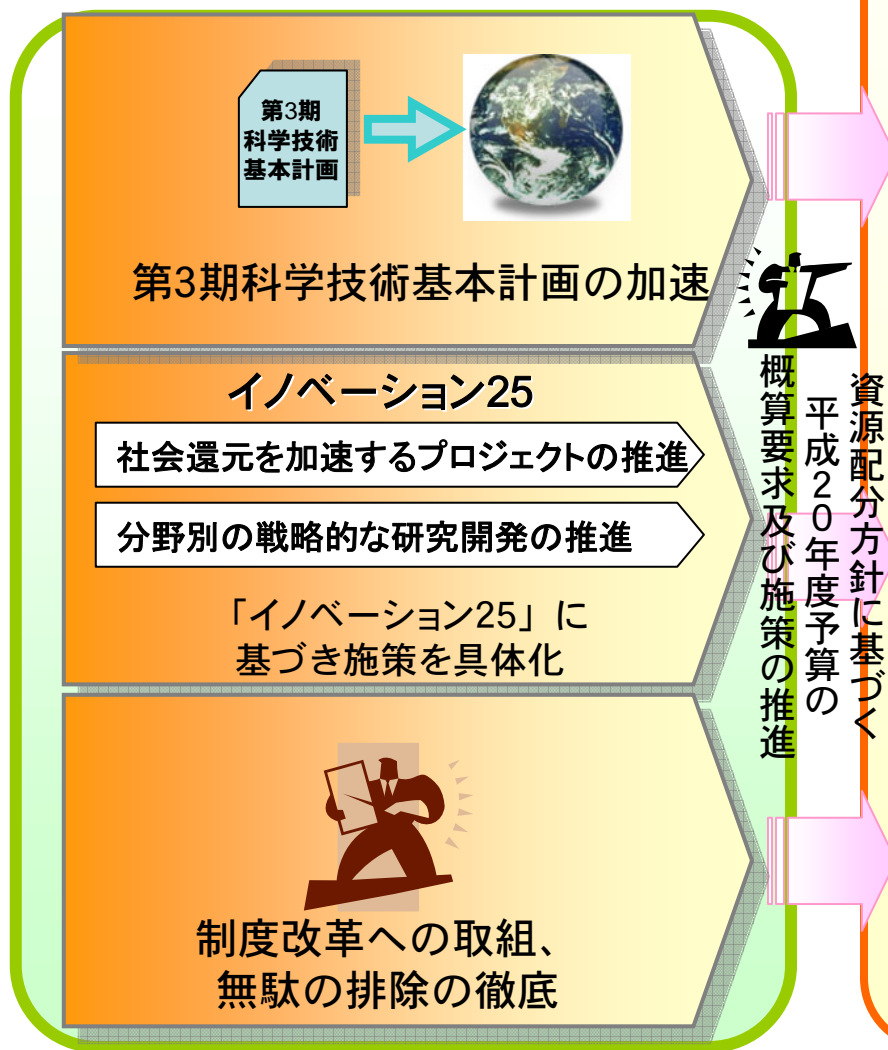 第3期
科学技術
基本計画
第3期科学技術基本計画の加速
イノベーション25
社会還元を加速するプロジェクトの推進
分野別の戦略的な研究開発の推進
「イノベーション25」に
基づき施策を具体化
制度改革への取組、
無駄の排除の徹底
資源配分方針に基づく
平成20年度予算の
概算要求及び施策の推進